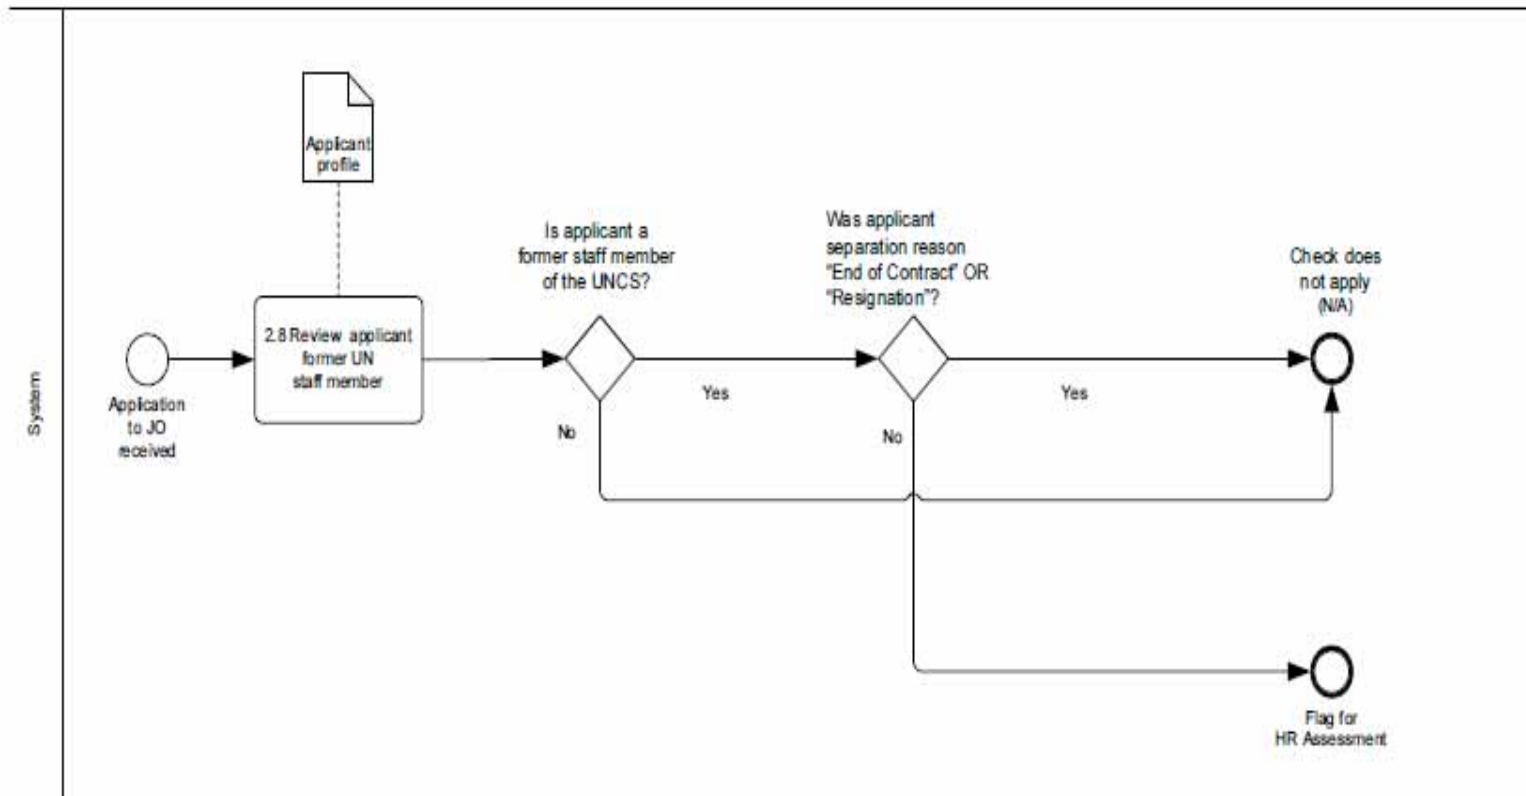 Applicant
profile
Is applicant a
former staff member
of the UNCS?
Was applicant
separation reason
"End of Contract" OR
"Resignation"?
Check does
not apply
(N/A)
2.8 Review applicant
former UN
staff member
System
Application
to JO
received
Yes
Yes
No
No
Flag for
HR Assessment